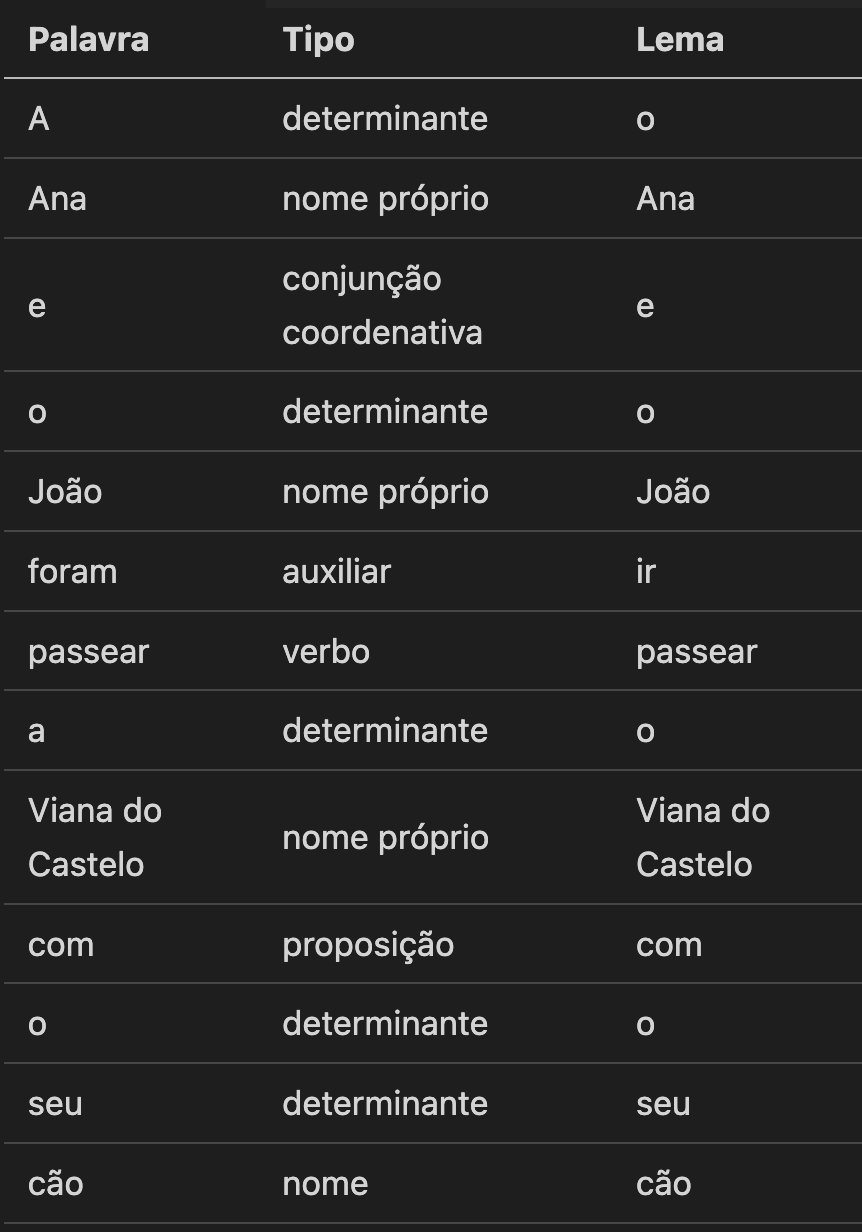 Palavra Tipo Lema
A determinante o
Ana nome próprio Ana
e conjunção coordenativa e
o determinante o
João nome próprio João
foram auxiliar ir
passear verbo passear
a determinante o
Viana do Castelo nome próprio Viana do Castelo
com proposição com
o determinante o
seu determinante seu
cão nome cão